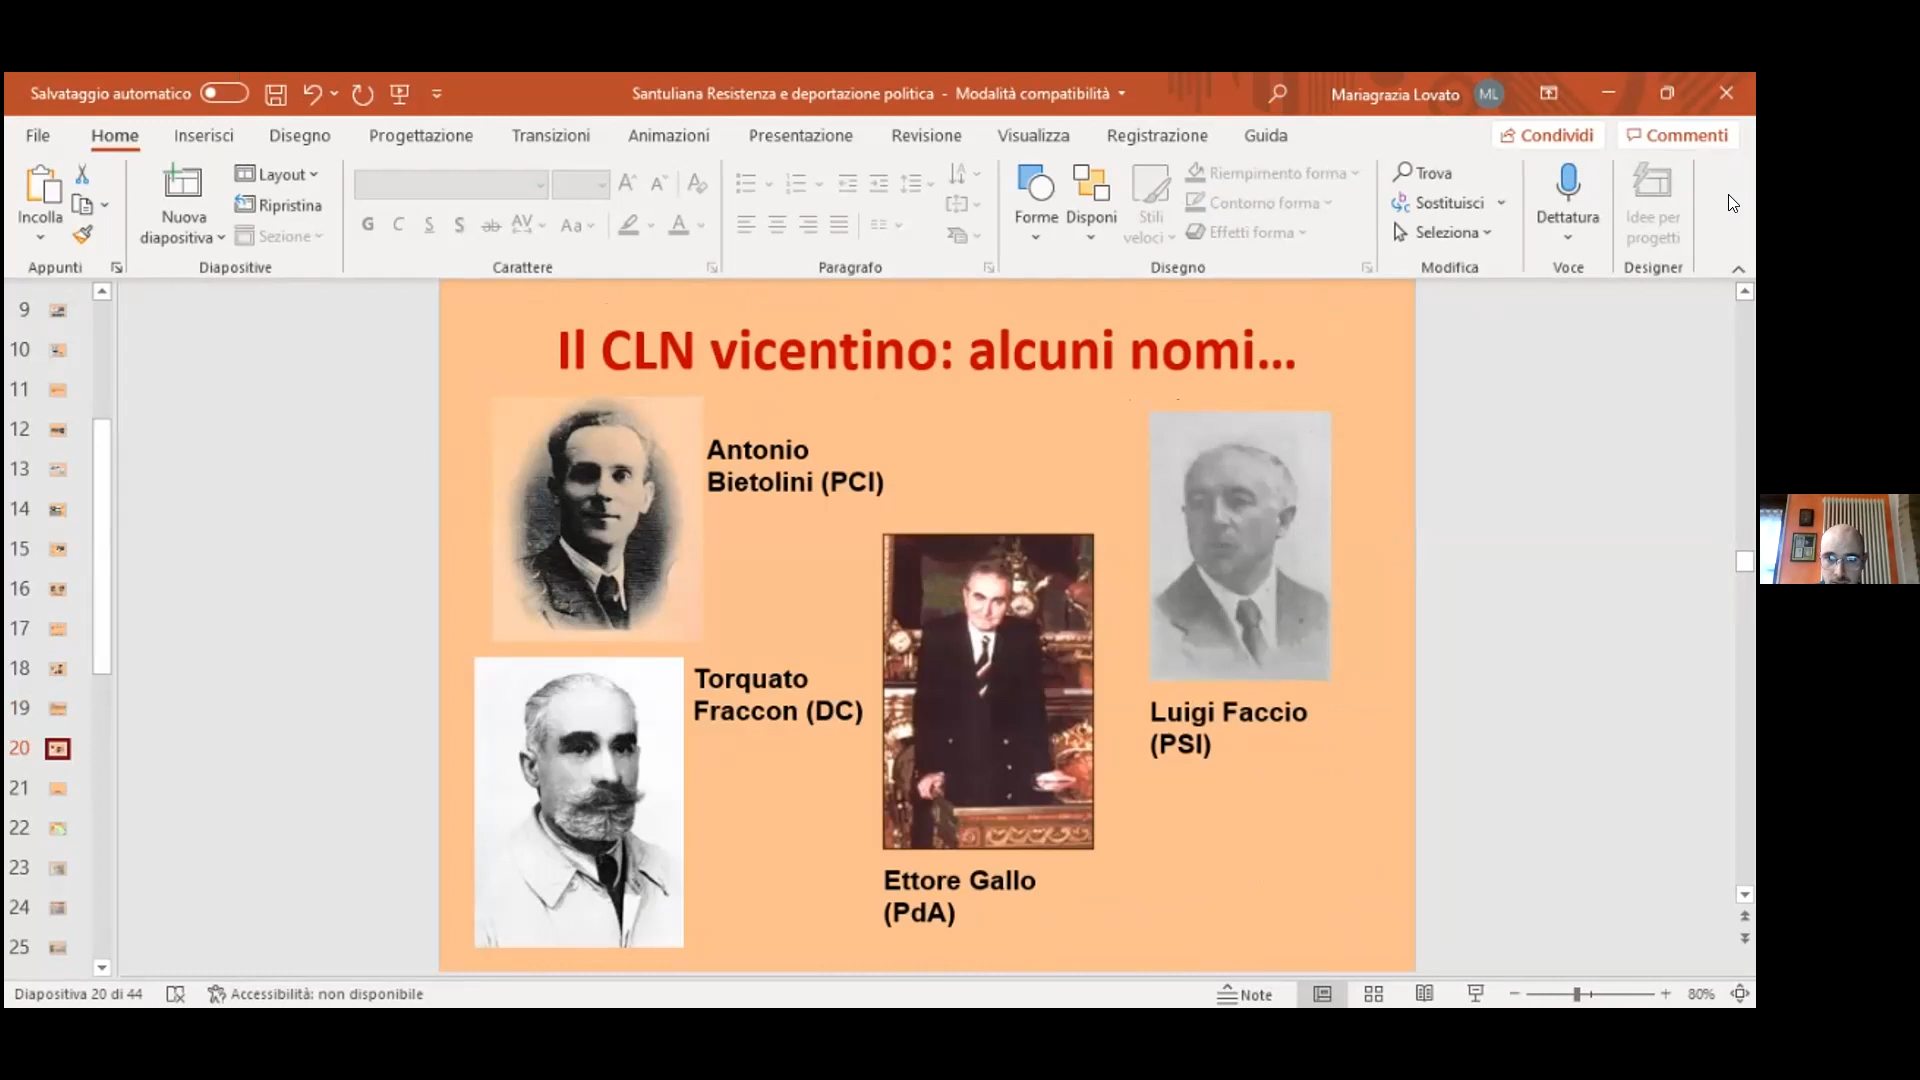 Salvataggio automatico
Santuliana Resistenza e deportazione politica - Modalità compatibilità
Mariagrazia Lovato ML
File Home Inserisci Disegno Progettazione Transizioni Animazioni Presentazione Revisione Visualizza Registrazione Guida Condividi Commenti
Incolla
Appunti
Nuova
diapositiva
Layout
Ripristina
Sezione
Diapositive
G C S S ab AV Aa A
Carattere
Paragrafo
Forme
Disponi
Stili
veloci
Riempimento forma
Contorno forma
Effetti forma
Disegno
Trova
Sostituisci
Seleziona
Modifica
Dettatura
Voce
Idee per
progetti
Designer
9
10
11
12
13
14
15
16
17
18
19
20
21
22
23
24
25
Il CLN vicentino: alcuni nomi...
Antonio
Bietolini (PCI)
Torquato
Fraccon (DC)
Ettore Gallo
(PdA)
Luigi Faccio
(PSI)
Diapositiva 20 di 44
Accessibilità: non disponibile
Note
80%